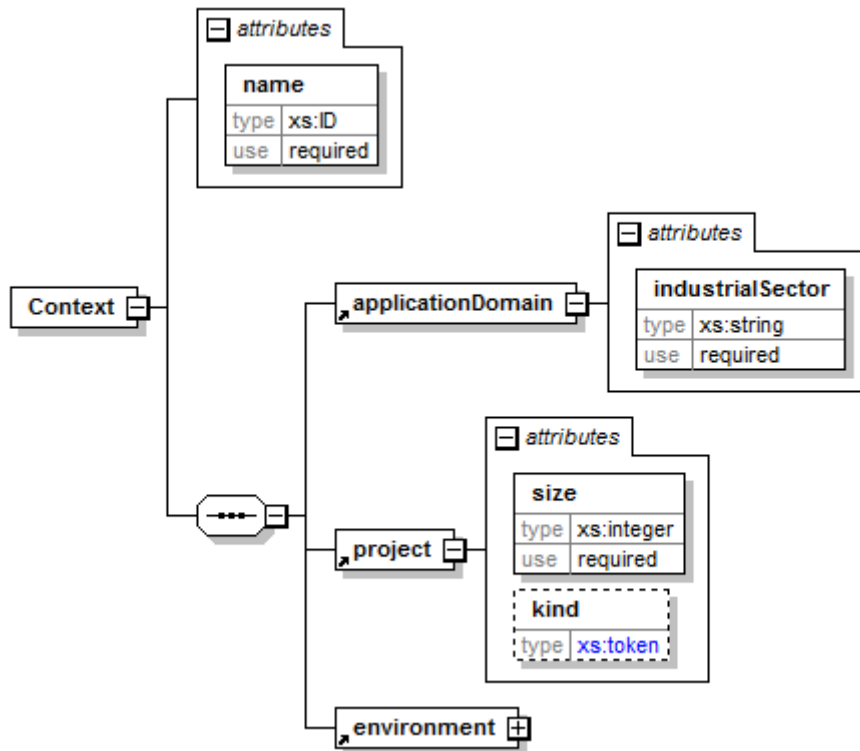 attributes
name
type xs:ID
use required
attributes
industrialSector
type xs:string
use required
Context
applicationDomain
attributes
size
type xs:integer
use required
kind
type xs:token
project
environment